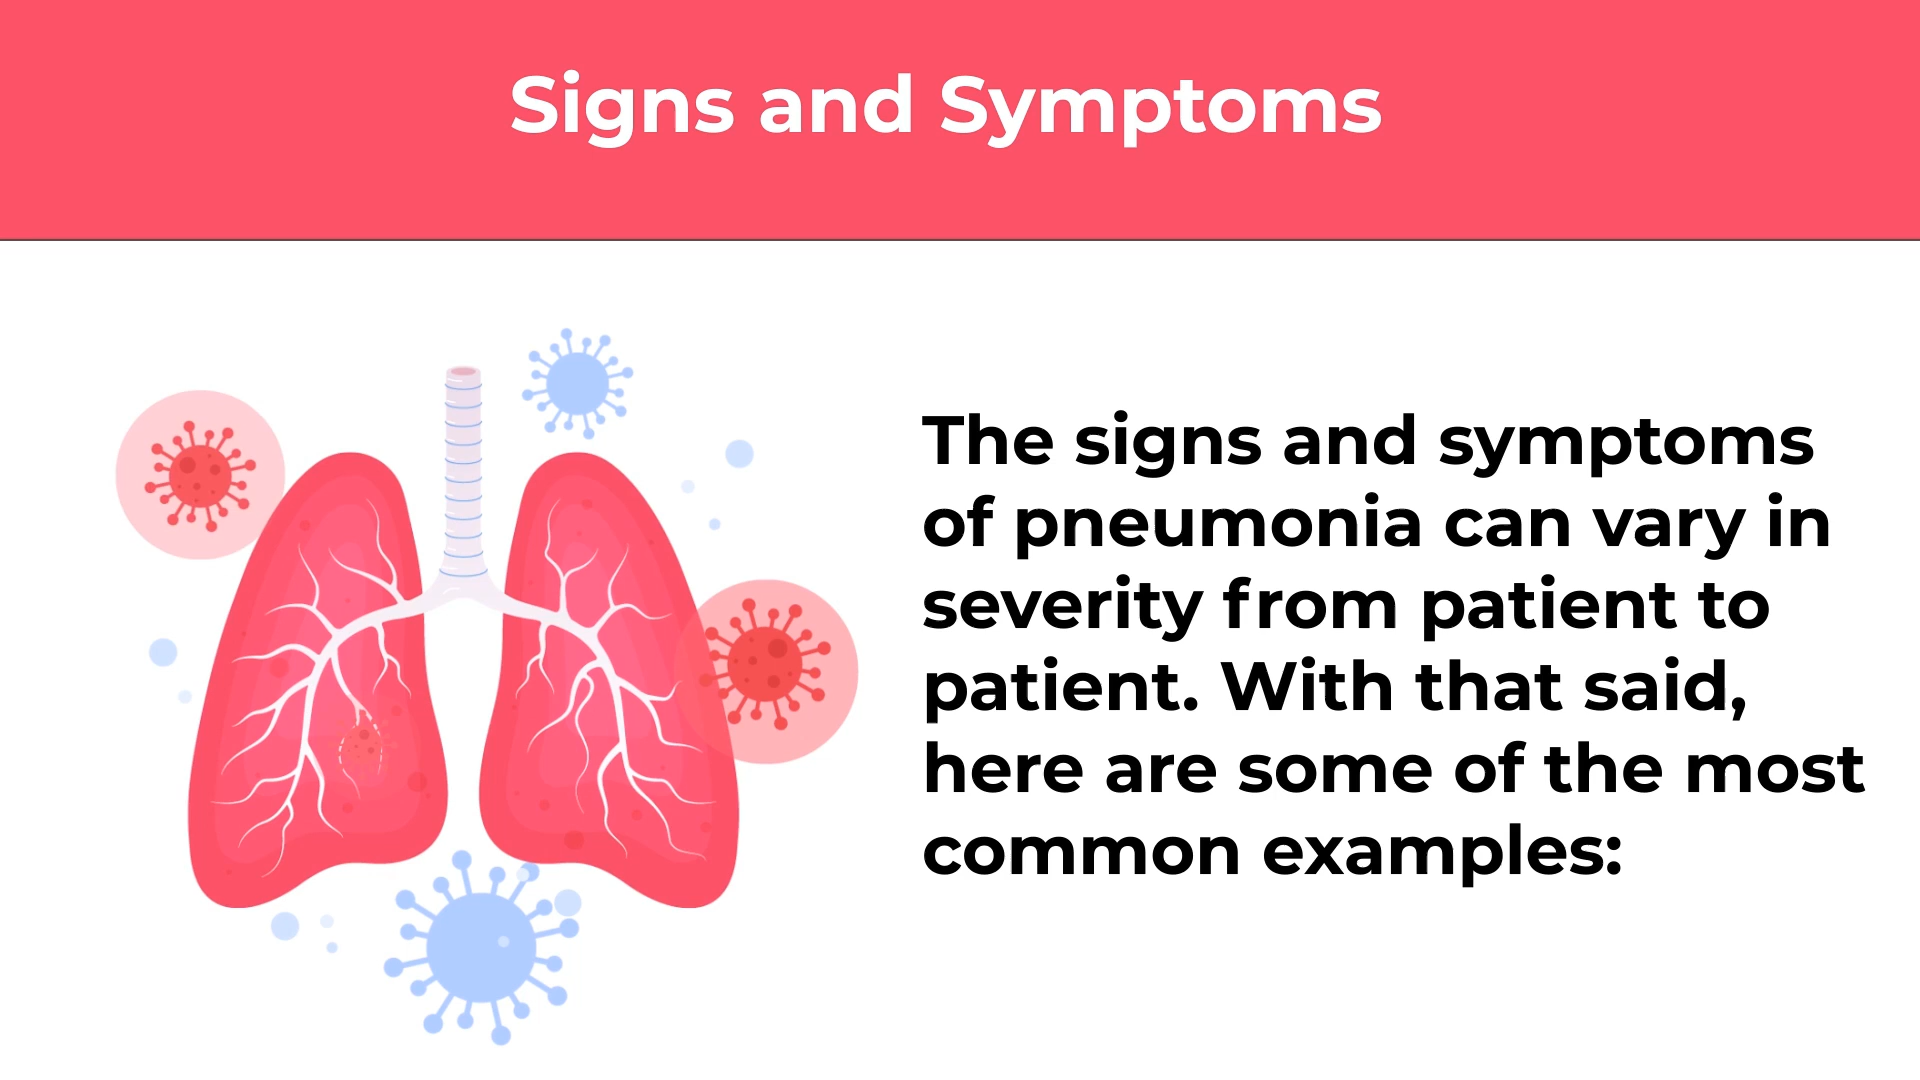 Signs and Symptoms
The signs and symptoms
of pneumonia can vary in
severity from patient to
patient. With that said,
here are some of the most
common examples: